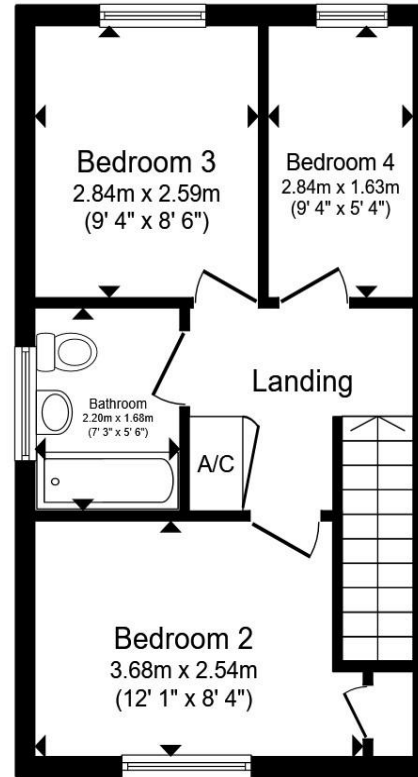 Bedroom 3
2.84m x 2.59m
(9' 4" x 8' 6")
Bedroom 4
2.84m x 1.63m
(9' 4" x 5' 4")
Bathroom
2.20m x 1.68m
(7' 3" x 5' 6")
Landing
A/C
Bedroom 2
3.68m x 2.54m
(12' 1" x 8' 4")